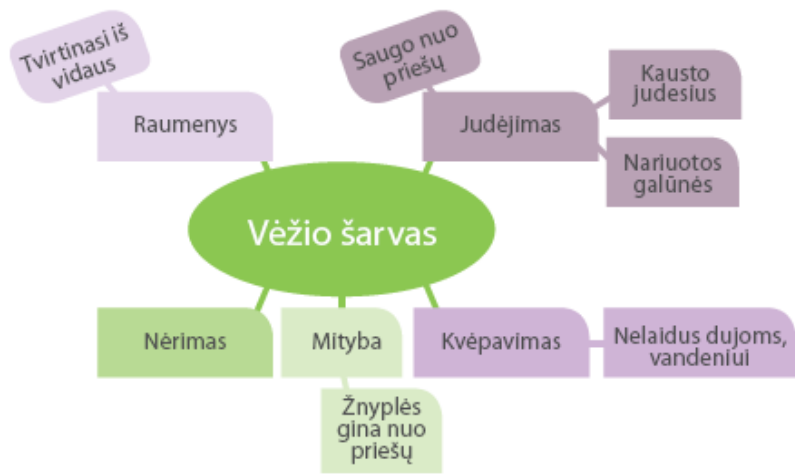 Tvirtinasi iš
vidaus
Raumenys
Saugo nuo
priešų
Judėjimas
Kausto
judesius
Nariuotos
galūnės
Vėžio šarvas
Nėrimas
Mityba
Žnyplės
gina nuo
priešų
Kvėpavimas
Nelaidus dujoms,
vandeniui